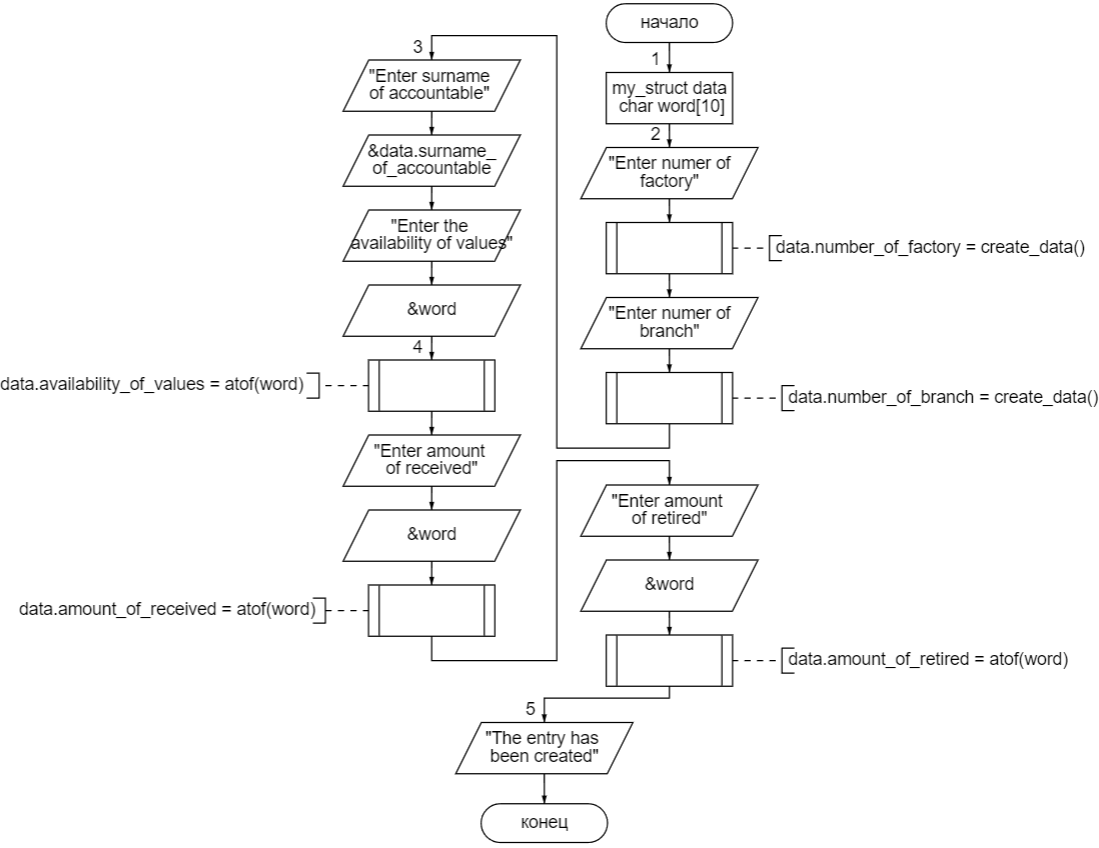 начало
1
my_struct data
char word[10]
2
"Enter numer of
factory"
data.number_of_factory = create_data()
"Enter numer of
branch"
data.number_of_branch = create_data()
3
"Enter surname
of accountable"
&data.surname_
of_accountable
"Enter the
availability of values"
&word
4
data.availability_of_values = atof(word)
"Enter amount
of received"
&word
data.amount_of_received = atof(word)
"Enter amount
of retired"
&word
data.amount_of_retired = atof(word)
5
"The entry has
been created"
конец